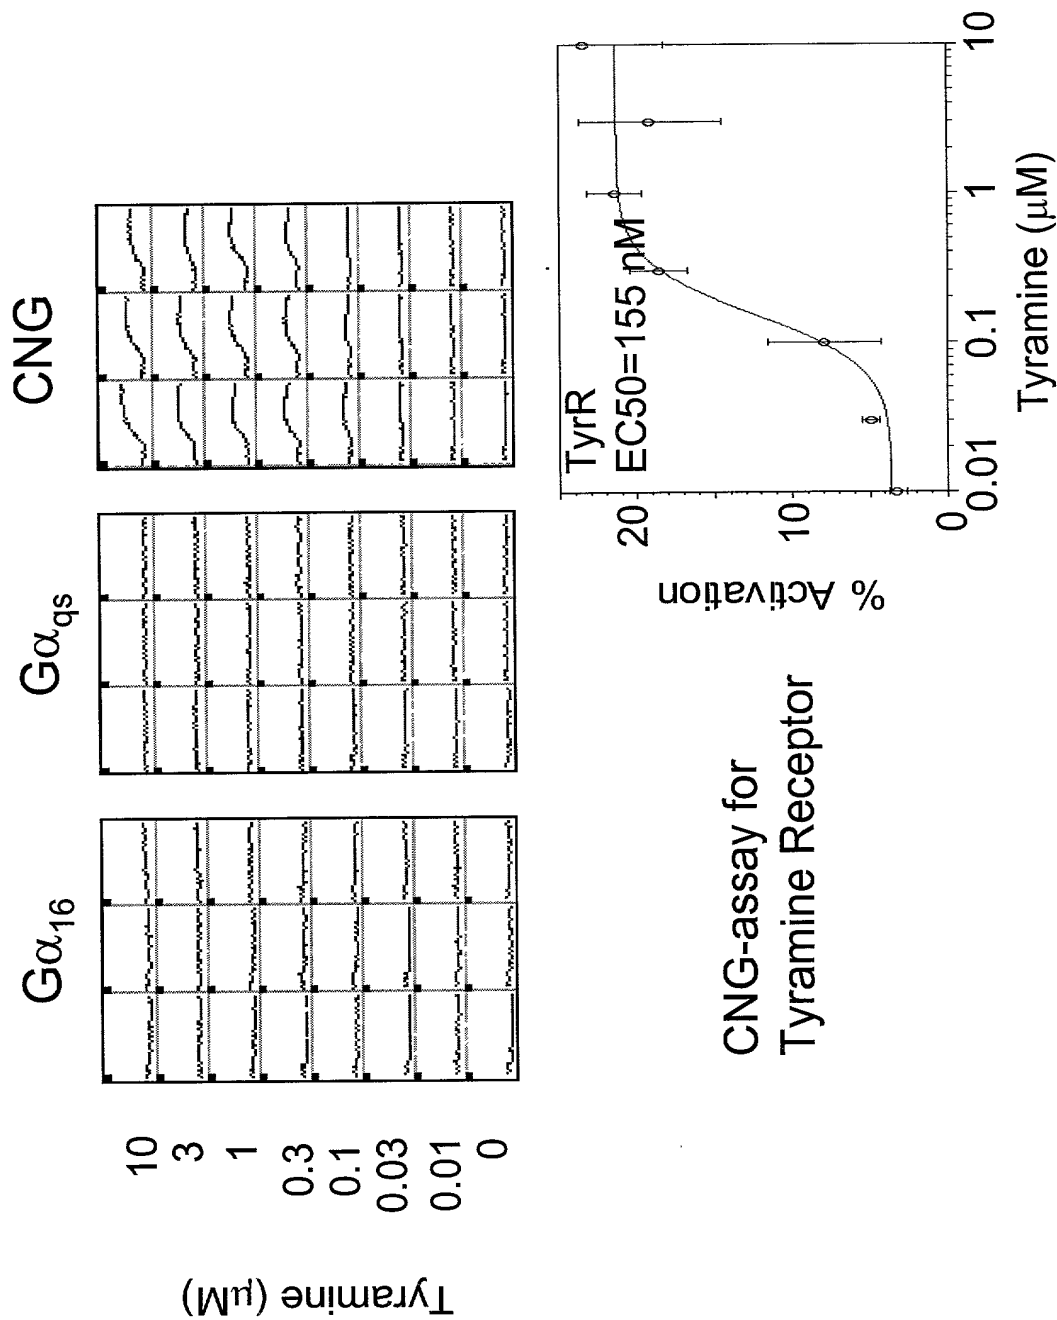 Gα16
Gαqs
CNG
Tyramine (μM)
10
3
1
0.3
0.1
0.03
0.01
0
CNG-assay for
Tyramine Receptor
TyrR
EC50=155 nM
% Activation
20
10
0
0.01
0.1
1
10
Tyramine (μM)